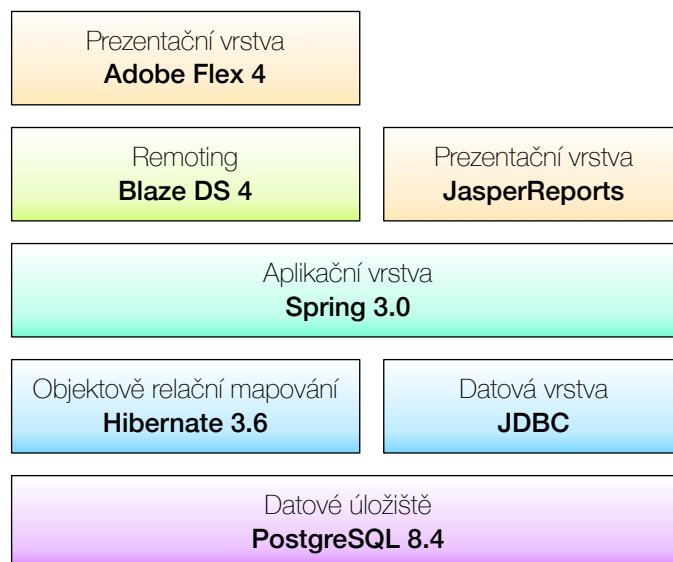 Prezentační vrstva
Adobe Flex 4
Remoting
Blaze DS 4
Prezentační vrstva
JasperReports
Aplikační vrstva
Spring 3.0
Objektově relační mapování
Hibernate 3.6
Datová vrstva
JDBC
Datové úložiště
PostgreSQL 8.4